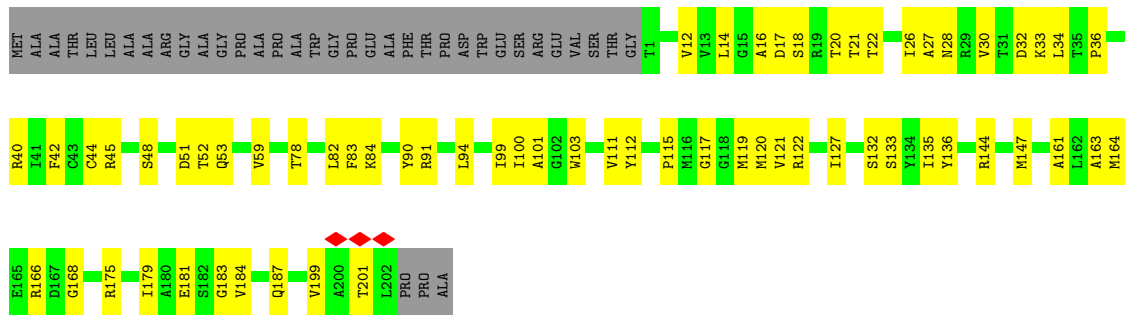 MET ALA ALA THR LEU LEU ALA ALA ARG GLY ALA GLY PRO ALA PRO ALA TRP GLY PRO GLU ALA PHE THR PRO ASP TRP GLU SER ARG GLU VAL SER THR GLY T1 V12 V13 L14 G15 A16 D17 S18 R19 T20 T21 T22 I26 A27 N28 R29 V30 T31 D32 K33 L34 T35 P36
R40 I41 F42 C43 C44 R45 S48 D51 T52 Q53 V59 T78 L82 F83 K84 Y90 R91 L94 I99 I100 A101 G102 W103 V111 Y112 P115 M116 G117 G118 M119 M120 V121 R122 I127 S132 S133 Y134 I135 Y136 R144 M147 A161 L162 A163 M164
E165 R166 D167 G168 R175 I179 A180 E181 S182 G183 V184 Q187 V199 A200 T201 L202 PRO PRO ALA